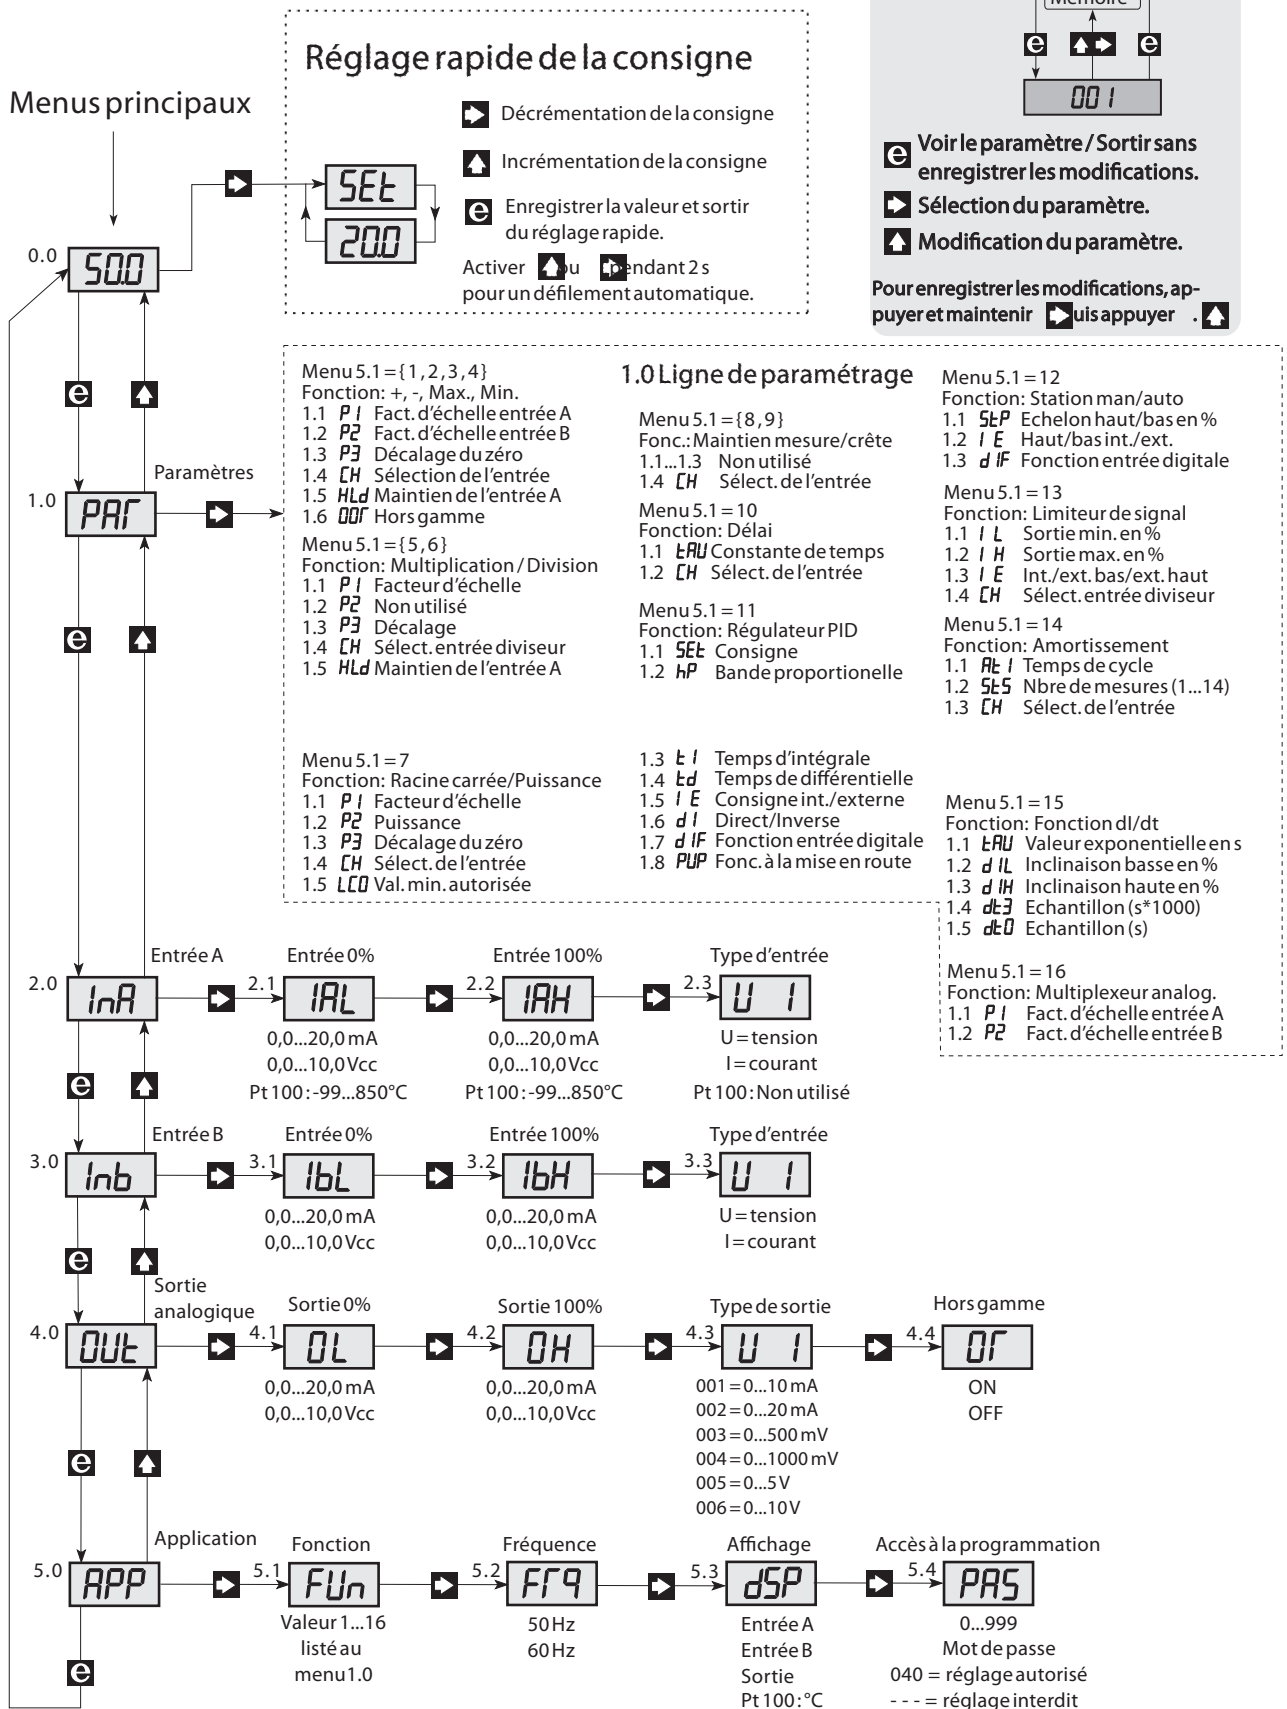 Mémoire
e e
001
e Voir le paramètre / Sortir sans
enregistrer les modifications.
Sélection du paramètre.
Modification du paramètre.
Pour enregistrer les modifications, ap-
puyer et maintenir uis appuyer .
Réglage rapide de la consigne
Décrémentation de la consigne
Incrémentation de la consigne
e Enregistrer la valeur et sortir
du réglage rapide.
Activer ou pendant 2 s
pour un défilement automatique.
SEt
20.0
Menus principaux
0.0 50.0
e
Paramètres
1.0 PAr
e
Menu 5.1 = {1, 2, 3, 4}
Fonction: +, -, Max., Min.
1.1 P1 Fact. d'échelle entrée A
1.2 P2 Fact. d'échelle entrée B
1.3 P3 Décalage du zéro
1.4 CH Sélection de l'entrée
1.5 HLd Maintien de l'entrée A
1.6 OOr Hors gamme
Menu 5.1 = {5, 6}
Fonction: Multiplication / Division
1.1 P1 Facteur d'échelle
1.2 P2 Non utilisé
1.3 P3 Décalage
1.4 CH Sélect. entrée diviseur
1.5 HLd Maintien de l'entrée A
Menu 5.1 = 7
Fonction: Racine carrée/Puissance
1.1 P1 Facteur d'échelle
1.2 P2 Puissance
1.3 P3 Décalage du zéro
1.4 CH Sélect. de l'entrée
1.5 LCO Val. min. autorisée
1.0 Ligne de paramétrage
Menu 5.1 = {8, 9}
Fonc.: Maintien mesure/crête
1.1...1.3 Non utilisé
1.4 CH Sélect. de l'entrée
Menu 5.1 = 10
Fonction: Délai
1.1 tAU Constante de temps
1.2 CH Sélect. de l'entrée
Menu 5.1 = 11
Fonction: Régulateur PID
1.1 SEt Consigne
1.2 hP Bande proportionelle
1.3 tI Temps d'intégrale
1.4 td Temps de différentielle
1.5 I E Consigne int./externe
1.6 dI Direct/Inverse
1.7 dIF Fonction entrée digitale
1.8 PUP Fonc. à la mise en route
Menu 5.1 = 12
Fonction: Station man/auto
1.1 StP Echelon haut/bas en %
1.2 I E Haut/bas int./ext.
1.3 dIF Fonction entrée digitale
Menu 5.1 = 13
Fonction: Limiteur de signal
1.1 I L Sortie min. en %
1.2 I H Sortie max. en %
1.3 I E Int./ext. bas/ext. haut
1.4 CH Sélect. entrée diviseur
Menu 5.1 = 14
Fonction: Amortissement
1.1 AtI Temps de cycle
1.2 StS Nbre de mesures (1...14)
1.3 CH Sélect. de l'entrée
Menu 5.1 = 15
Fonction: Fonction dI/dt
1.1 tAU Valeur exponentielle en s
1.2 dIL Inclinaison basse en %
1.3 dIH Inclinaison haute en %
1.4 dt3 Echantillon (s*1000)
1.5 dt0 Echantillon (s)
Menu 5.1 = 16
Fonction: Multiplexeur analog.
1.1 P1 Fact. d'échelle entrée A
1.2 P2 Fact. d'échelle entrée B
Entrée A Entrée 0% Entrée 100% Type d'entrée
2.0 InA 2.1 IAL 2.2 IAH 2.3 U I
0,0...20,0 mA 0,0...20,0 mA U = tension
0,0...10,0 Vcc 0,0...10,0 Vcc I = courant
e Pt 100 : -99...850°C Pt 100 : -99...850°C Pt 100 : Non utilisé
Entrée B Entrée 0% Entrée 100% Type d'entrée
3.0 Inb 3.1 IbL 3.2 IbH 3.3 U I
0,0...20,0 mA 0,0...20,0 mA U = tension
0,0...10,0 Vcc 0,0...10,0 Vcc I = courant
e
Sortie
analogique Sortie 0% Sortie 100% Type de sortie Hors gamme
4.0 OUt 4.1 OL 4.2 OH 4.3 U I 4.4 Or
0,0...20,0 mA 0,0...20,0 mA 001 = 0...10 mA ON
0,0...10,0 Vcc 0,0...10,0 Vcc 002 = 0...20 mA OFF
003 = 0...500 mV
e 004 = 0...1000 mV
005 = 0...5 V
006 = 0...10 V
Application Fonction Fréquence Affichage Accès à la programmation
5.0 APP 5.1 FUn 5.2 Frq 5.3 dSP 5.4 PAS
Valeur 1...16 50 Hz Entrée A 0...999
listé au 60 Hz Entrée B Mot de passe
e menu 1.0 Sortie 040 = réglage autorisé
Pt 100 : °C - - - = réglage interdit